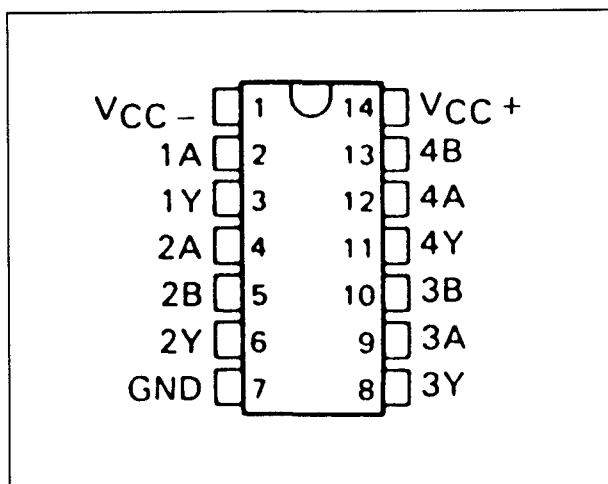 VCC - 1 14 VCC +
1A 2 13 4B
1Y 3 12 4A
2A 4 11 4Y
2B 5 10 3B
2Y 6 9 3A
GND 7 8 3Y